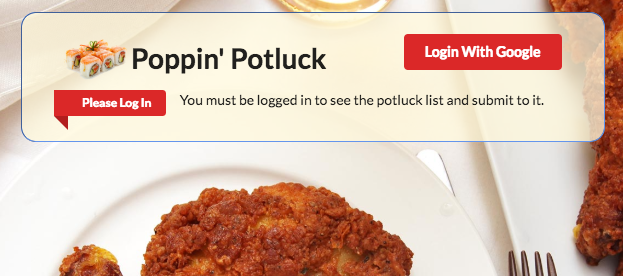 Poppin' Potluck
Login With Google
Please Log In
You must be logged in to see the potluck list and submit to it.